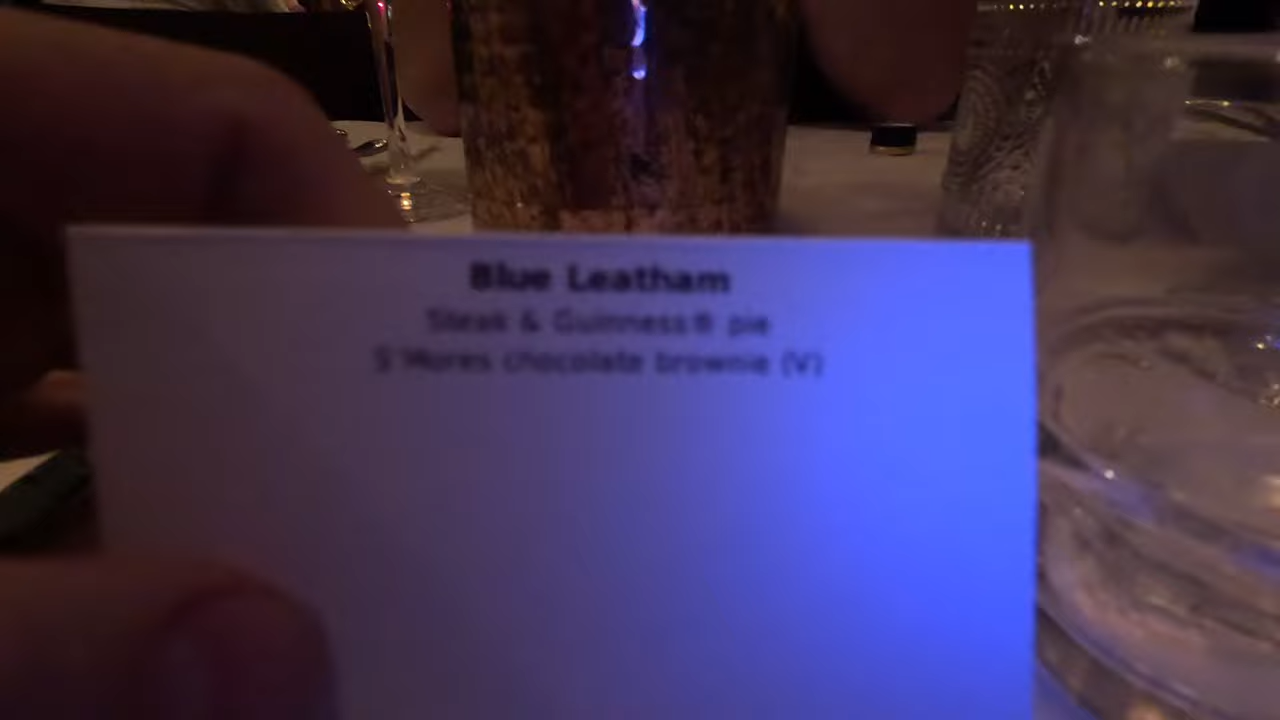 Blue Leatham
Steak & Guinness® pie
S'Mores chocolate brownie (V)